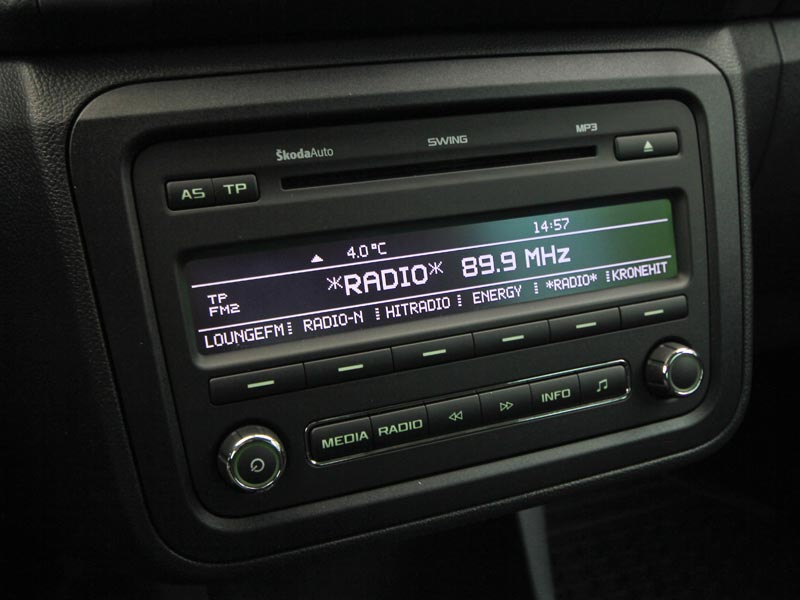 ŠkodaAuto SWING MP3
AS TP
4.0°C 14:57
*RADIO* 89.9 MHz
TP
FM2
LOUNGEFM RADIO-N HITRADIO ENERGY *RADIO* KRONEHIT
MEDIA RADIO INFO